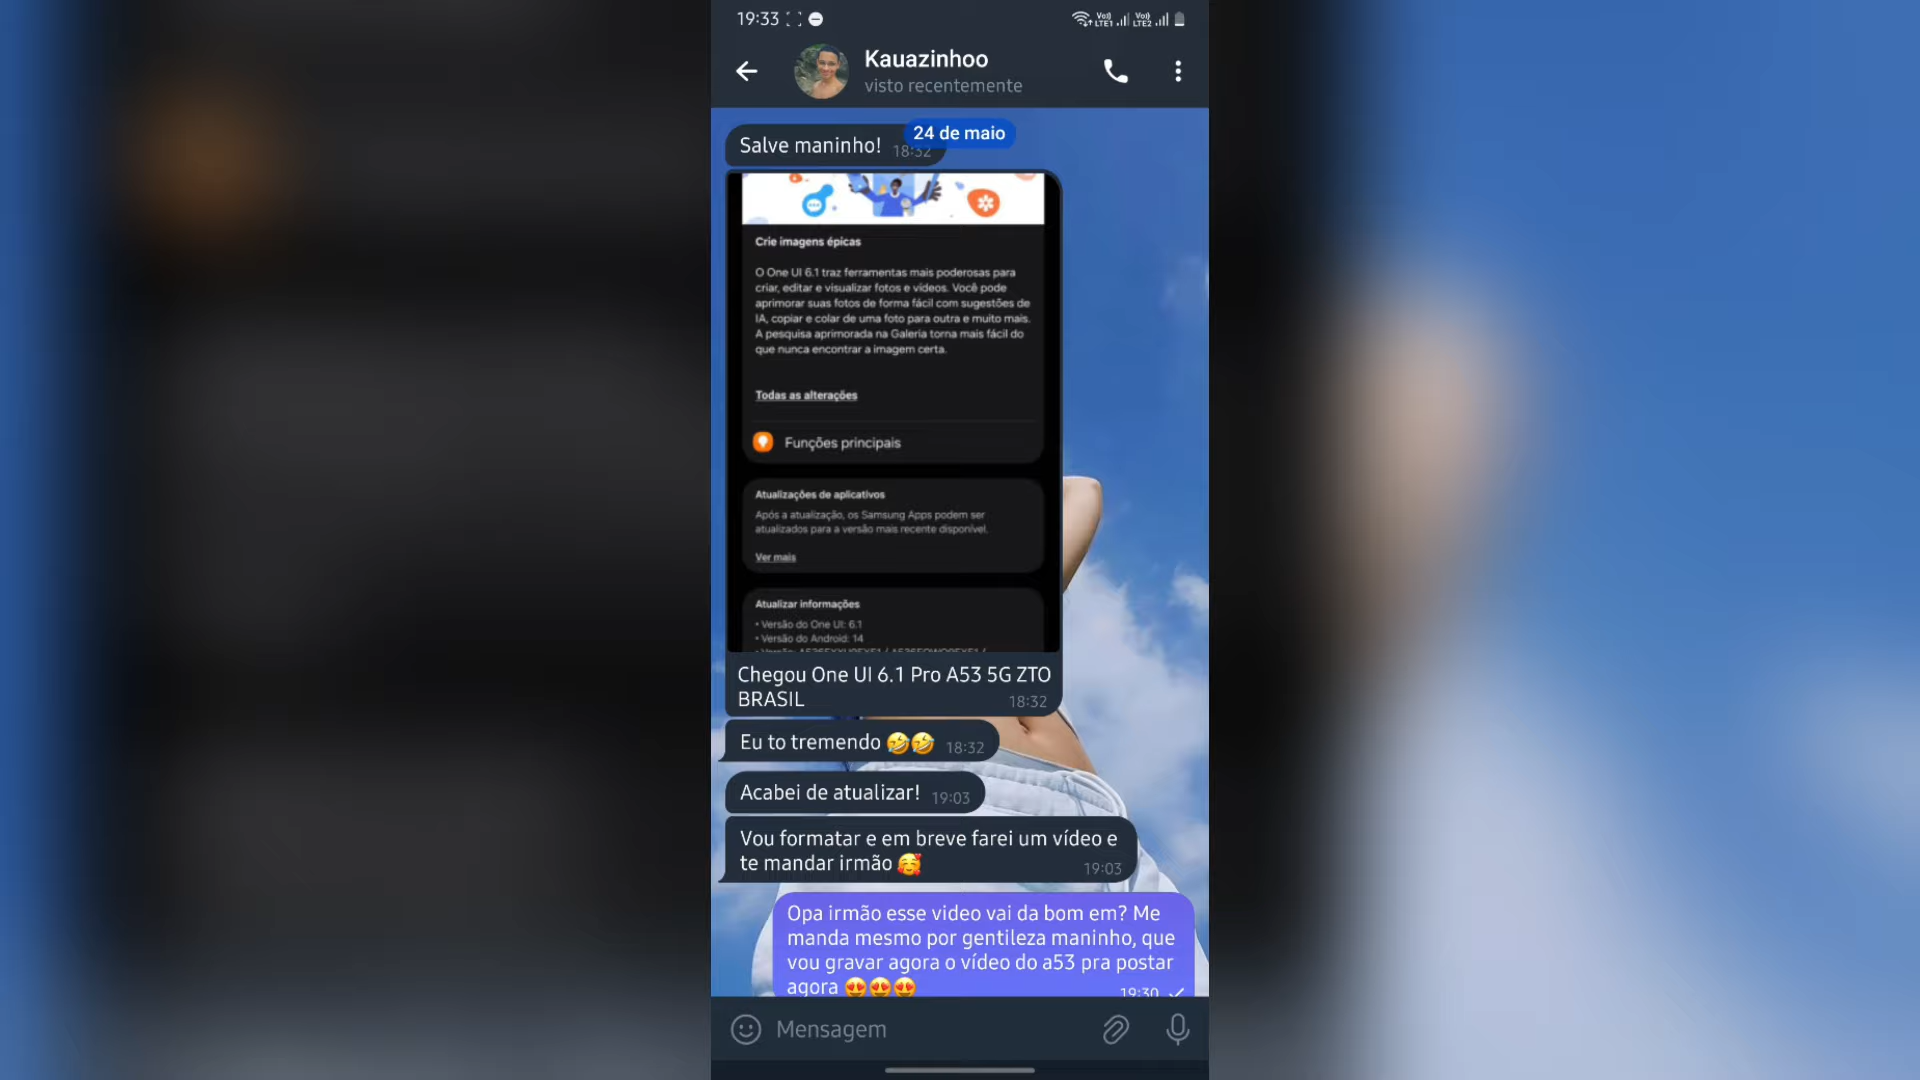 19:33
Vo) LTE1 Vo) LTE2
Kauazinhoo
visto recentemente
24 de maio
Salve maninho! 18:32
Crie imagens épicas
O One UI 6.1 traz ferramentas mais poderosas para
criar, editar e visualizar fotos e vídeos. Você pode
aprimorar suas fotos de forma fácil com sugestões de
IA, copiar e colar de uma foto para outra e muito mais.
A pesquisa aprimorada na Galeria torna mais fácil do
que nunca encontrar a imagem certa.
Todas as alterações
Funções principais
Atualizações de aplicativos
Após a atualização, os Samsung Apps podem ser
atualizados para a versão mais recente disponível.
Ver mais
Atualizar informações
• Versão do One UI: 6.1
• Versão do Android: 14
Chegou One UI 6.1 Pro A53 5G ZTO
BRASIL 18:32
Eu to tremendo 🤣🤣 18:32
Acabei de atualizar! 19:03
Vou formatar e em breve farei um vídeo e
te mandar irmão 🥰 19:03
Opa irmão esse video vai da bom em? Me
manda mesmo por gentileza maninho, que
vou gravar agora o vídeo do a53 pra postar
agora 😍😍😍 19:30
Mensagem